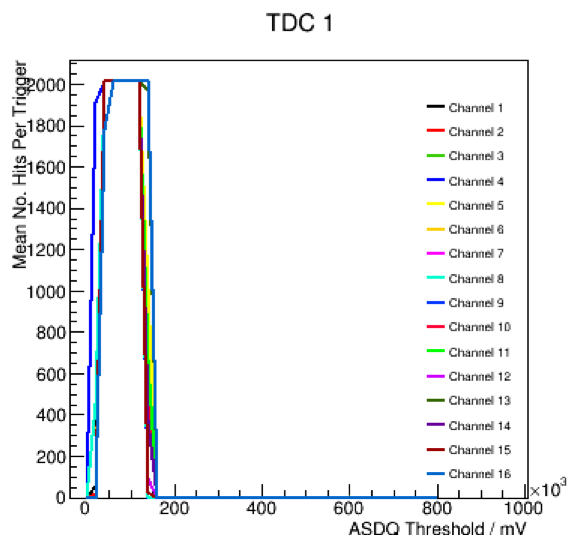 TDC 1
Mean No. Hits Per Trigger
2000
1800
1600
1400
1200
1000
800
600
400
200
0
Channel 1
Channel 2
Channel 3
Channel 4
Channel 5
Channel 6
Channel 7
Channel 8
Channel 9
Channel 10
Channel 11
Channel 12
Channel 13
Channel 14
Channel 15
Channel 16
0 200 400 600 800 1000 ×10³
ASDQ Threshold / mV